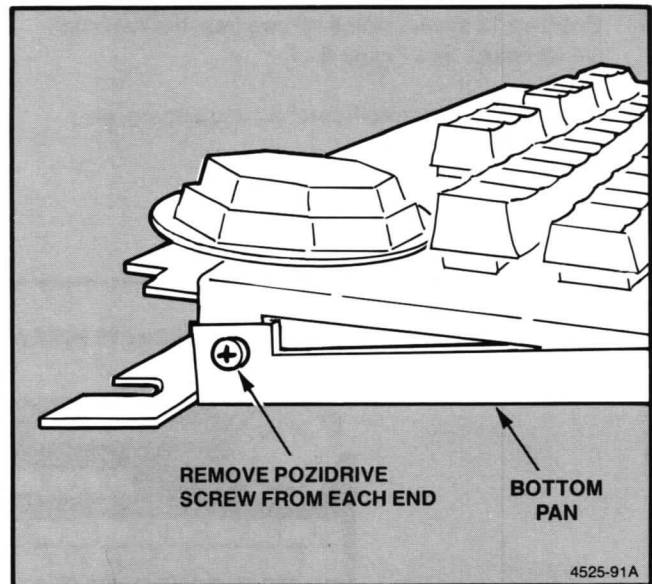 REMOVE POZIDRIVE
SCREW FROM EACH END
BOTTOM
PAN
4525-91A